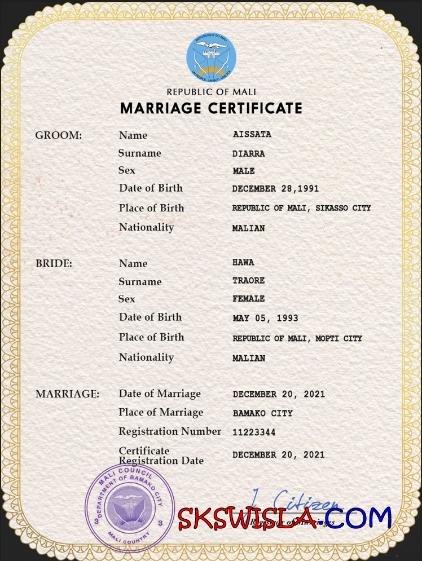 REPUBLIC OF MALI
MARRIAGE CERTIFICATE
GROOM: Name AISSATA
Surname DIARRA
Sex MALE
Date of Birth DECEMBER 28,1991
Place of Birth REPUBLIC OF MALI, SIKASSO CITY
Nationality MALIAN
BRIDE: Name HAWA
Surname TRAORE
Sex FEMALE
Date of Birth MAY 05, 1993
Place of Birth REPUBLIC OF MALI, MOPTI CITY
Nationality MALIAN
MARRIAGE: Date of Marriage DECEMBER 20, 2021
Place of Marriage BAMAKO CITY
Registration Number 11223344
Certificate
Registration Date DECEMBER 20, 2021
MALI COUNCIL
DEPARTMENT OF BAMAKO CITY
3 3
MALI COUNTRY
J. Citizen
SKSWISLA.COM